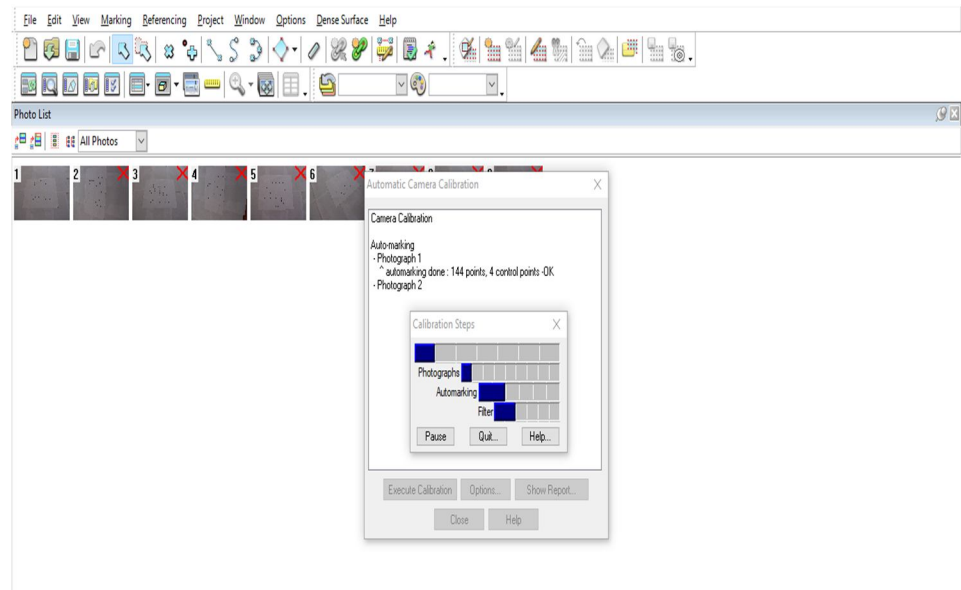 File Edit View Marking Referencing Project Window Options Dense Surface Help
Photo List
All Photos
1 2 3 4 5 6
Automatic Camera Calibration
Camera Calibration
Auto-marking
- Photograph 1
^ automarking done : 144 points, 4 control points -OK
- Photograph 2
Calibration Steps
Photographs
Automarking
Filter
Pause Quit... Help...
Execute Calibration Options... Show Report...
Close Help